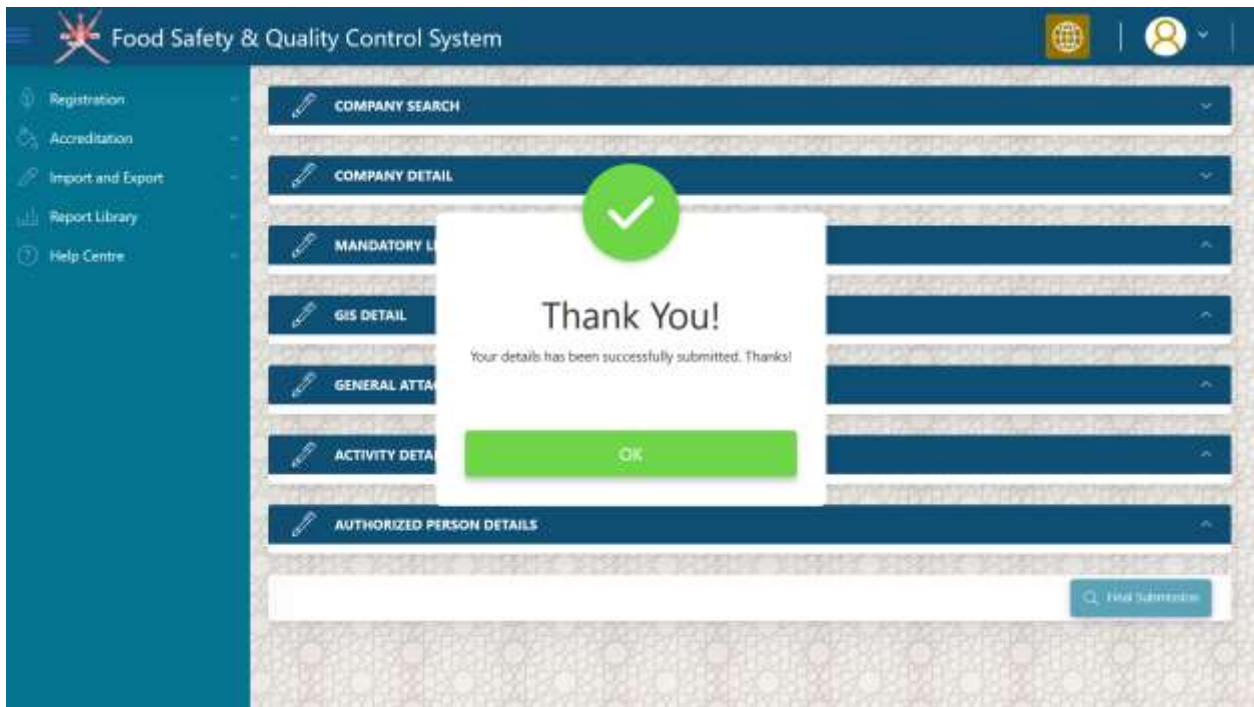 Food Safety & Quality Control System
Registration
Accreditation
Import and Export
Report Library
Help Centre
COMPANY SEARCH
COMPANY DETAIL
MANDATORY
GIS DETAIL
GENERAL
ACTIVITY
AUTHORIZED PERSON DETAILS
Thank You!
Your details has been successfully submitted. Thanks!
OK
Final Submission